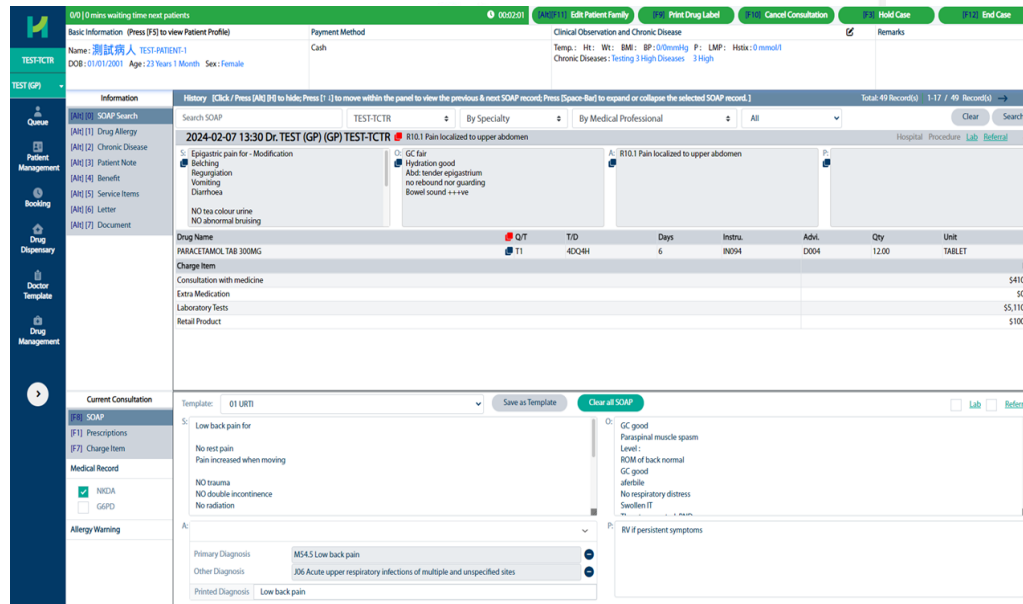 0/0 | 0 mins waiting time next patients
00:02:01
[Alt][F11] Edit Patient Family
[F9] Print Drug Label
[F10] Cancel Consultation
[F3] Hold Case
[F12] End Case
TEST-TCTR
TEST (GP)
Queue
Patient Management
Booking
Drug Dispensary
Doctor Template
Drug Management
Basic Information (Press [F5] to view Patient Profile)
Name : 測試病人 TEST-PATIENT-1
DOB : 01/01/2001 Age : 23 Years 1 Month Sex : Female
Payment Method
Cash
Clinical Observation and Chronic Disease
Temp.: Ht: Wt: BMI: BP: 0/0mmHg P: LMP: Hstix: 0 mmol/l
Chronic Diseases : Testing 3 High Diseases 3 High
Remarks
Information
[Alt] [0] SOAP Search
[Alt] [1] Drug Allergy
[Alt] [2] Chronic Disease
[Alt] [3] Patient Note
[Alt] [4] Benefit
[Alt] [5] Service Items
[Alt] [6] Letter
[Alt] [7] Document
History [Click / Press [Alt] [H] to hide; Press [↑ ↓] to move within the panel to view the previous & next SOAP record; Press [Space-Bar] to expand or collapse the selected SOAP record. ]
Total: 49 Record(s) 1-17 / 49 Record(s) →
Search SOAP
TEST-TCTR
By Specialty
By Medical Professional
All
Clear
Search
2024-02-07 13:30 Dr. TEST (GP) (GP) TEST-TCTR R10.1 Pain localized to upper abdomen
Hospital Procedure Lab Referral
S: Epigastric pain for - Modification
Belching
Regurgiation
Vomiting
Diarrhoea
NO tea colour urine
NO abnormal bruising
O: GC fair
Hydration good
Abd: tender epigastrium
no rebound nor guarding
Bowel sound +++ve
A: R10.1 Pain localized to upper abdomen
P:
Drug Name Q/T T/D Days Instru. Advi. Qty Unit
PARACETAMOL TAB 300MG T1 4DQ4H 6 IN094 D004 12.00 TABLET
Charge Item
Consultation with medicine $410
Extra Medication $0
Laboratory Tests $5,110
Retail Product $100
Current Consultation
[F8] SOAP
[F1] Prescriptions
[F7] Charge Item
Medical Record
NKDA
G6PD
Allergy Warning
Template: 01 URTI
Save as Template
Clear all SOAP
Lab
Referr
S: Low back pain for
No rest pain
Pain increased when moving
NO trauma
NO double incontinence
No radiation
O: GC good
Paraspinal muscle spasm
Level :
ROM of back normal
GC good
aferbile
No respiratory distress
Swollen IT
A:
Primary Diagnosis M54.5 Low back pain
Other Diagnosis J06 Acute upper respiratory infections of multiple and unspecified sites
Printed Diagnosis Low back pain
P: RV if persistent symptoms